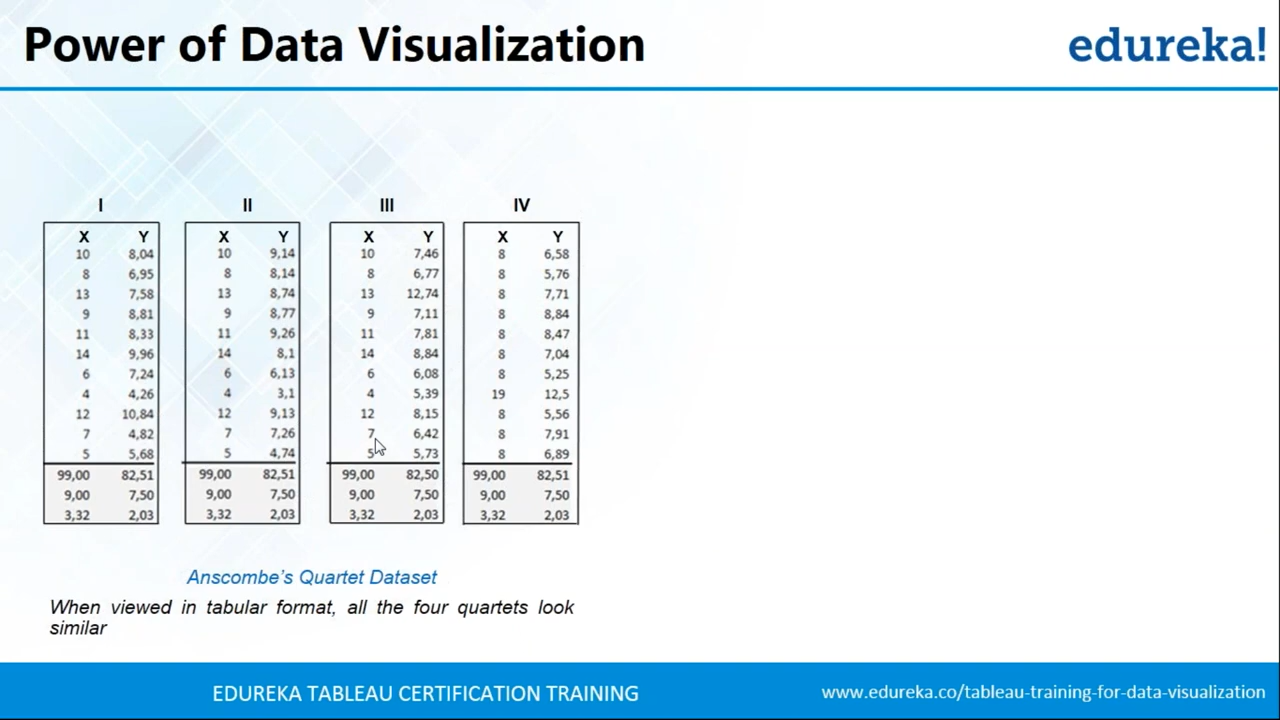 Power of Data Visualization
edureka!
I II III IV
X Y X Y X Y X Y
10 8,04 10 9,14 10 7,46 8 6,58
8 6,95 8 8,14 8 6,77 8 5,76
13 7,58 13 8,74 13 12,74 8 7,71
9 8,81 9 8,77 9 7,11 8 8,84
11 8,33 11 9,26 11 7,81 8 8,47
14 9,96 14 8,1 14 8,84 8 7,04
6 7,24 6 6,13 6 6,08 8 5,25
4 4,26 4 3,1 4 5,39 19 12,5
12 10,84 12 9,13 12 8,15 8 5,56
7 4,82 7 7,26 7 6,42 8 7,91
5 5,68 5 4,74 5 5,73 8 6,89
99,00 82,51 99,00 82,51 99,00 82,50 99,00 82,51
9,00 7,50 9,00 7,50 9,00 7,50 9,00 7,50
3,32 2,03 3,32 2,03 3,32 2,03 3,32 2,03
Anscombe's Quartet Dataset
When viewed in tabular format, all the four quartets look
similar
EDUREKA TABLEAU CERTIFICATION TRAINING
www.edureka.co/tableau-training-for-data-visualization